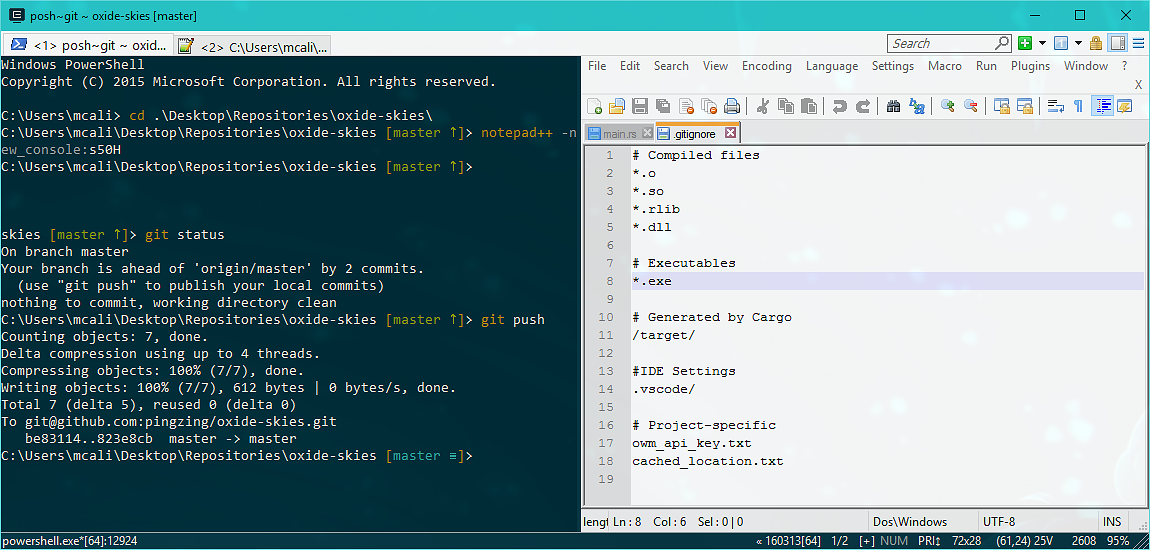 posh~git ~ oxide-skies [master]
<1> posh~git ~ oxid...
<2> C:\Users\mcali\...
Search
Windows PowerShell
Copyright (C) 2015 Microsoft Corporation. All rights reserved.
C:\Users\mcali> cd .\Desktop\Repositories\oxide-skies\
C:\Users\mcali\Desktop\Repositories\oxide-skies [master ↑]> notepad++ -n
ew_console:s50H
C:\Users\mcali\Desktop\Repositories\oxide-skies [master ↑]>
skies [master ↑]> git status
On branch master
Your branch is ahead of 'origin/master' by 2 commits.
  (use "git push" to publish your local commits)
nothing to commit, working directory clean
C:\Users\mcali\Desktop\Repositories\oxide-skies [master ↑]> git push
Counting objects: 7, done.
Delta compression using up to 4 threads.
Compressing objects: 100% (7/7), done.
Writing objects: 100% (7/7), 612 bytes | 0 bytes/s, done.
Total 7 (delta 5), reused 0 (delta 0)
To git@github.com:pingzing/oxide-skies.git
   be83114..823e8cb  master -> master
C:\Users\mcali\Desktop\Repositories\oxide-skies [master ≡]>
File Edit Search View Encoding Language Settings Macro Run Plugins Window ?
X
main.rs
.gitignore
1 # Compiled files
2 *.o
3 *.so
4 *.rlib
5 *.dll
6
7 # Executables
8 *.exe
9
10 # Generated by Cargo
11 /target/
12
13 #IDE Settings
14 .vscode/
15
16 # Project-specific
17 owm_api_key.txt
18 cached_location.txt
19
lengt Ln : 8 Col : 6 Sel : 0 | 0 Dos\Windows UTF-8 INS
powershell.exe*[64]:12924 « 160313[64] 1/2 [+] NUM PRI↕ 72x28 (61,24) 25V 2608 95%